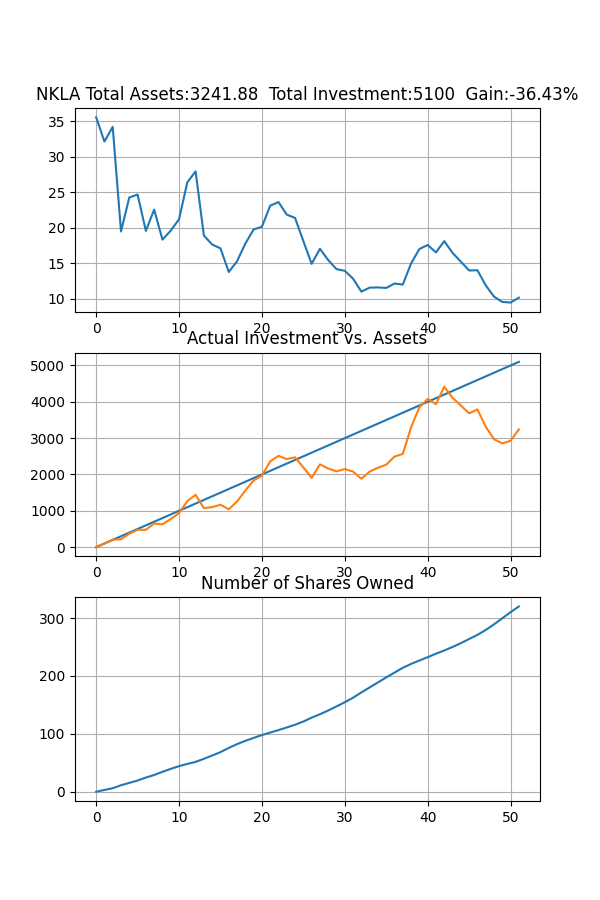 NKLA Total Assets:3241.88  Total Investment:5100  Gain:-36.43%
35
30
25
20
15
10
0 10 20 30 40 50
Actual Investment vs. Assets
5000
4000
3000
2000
1000
0
0 10 20 30 40 50
Number of Shares Owned
300
200
100
0
0 10 20 30 40 50